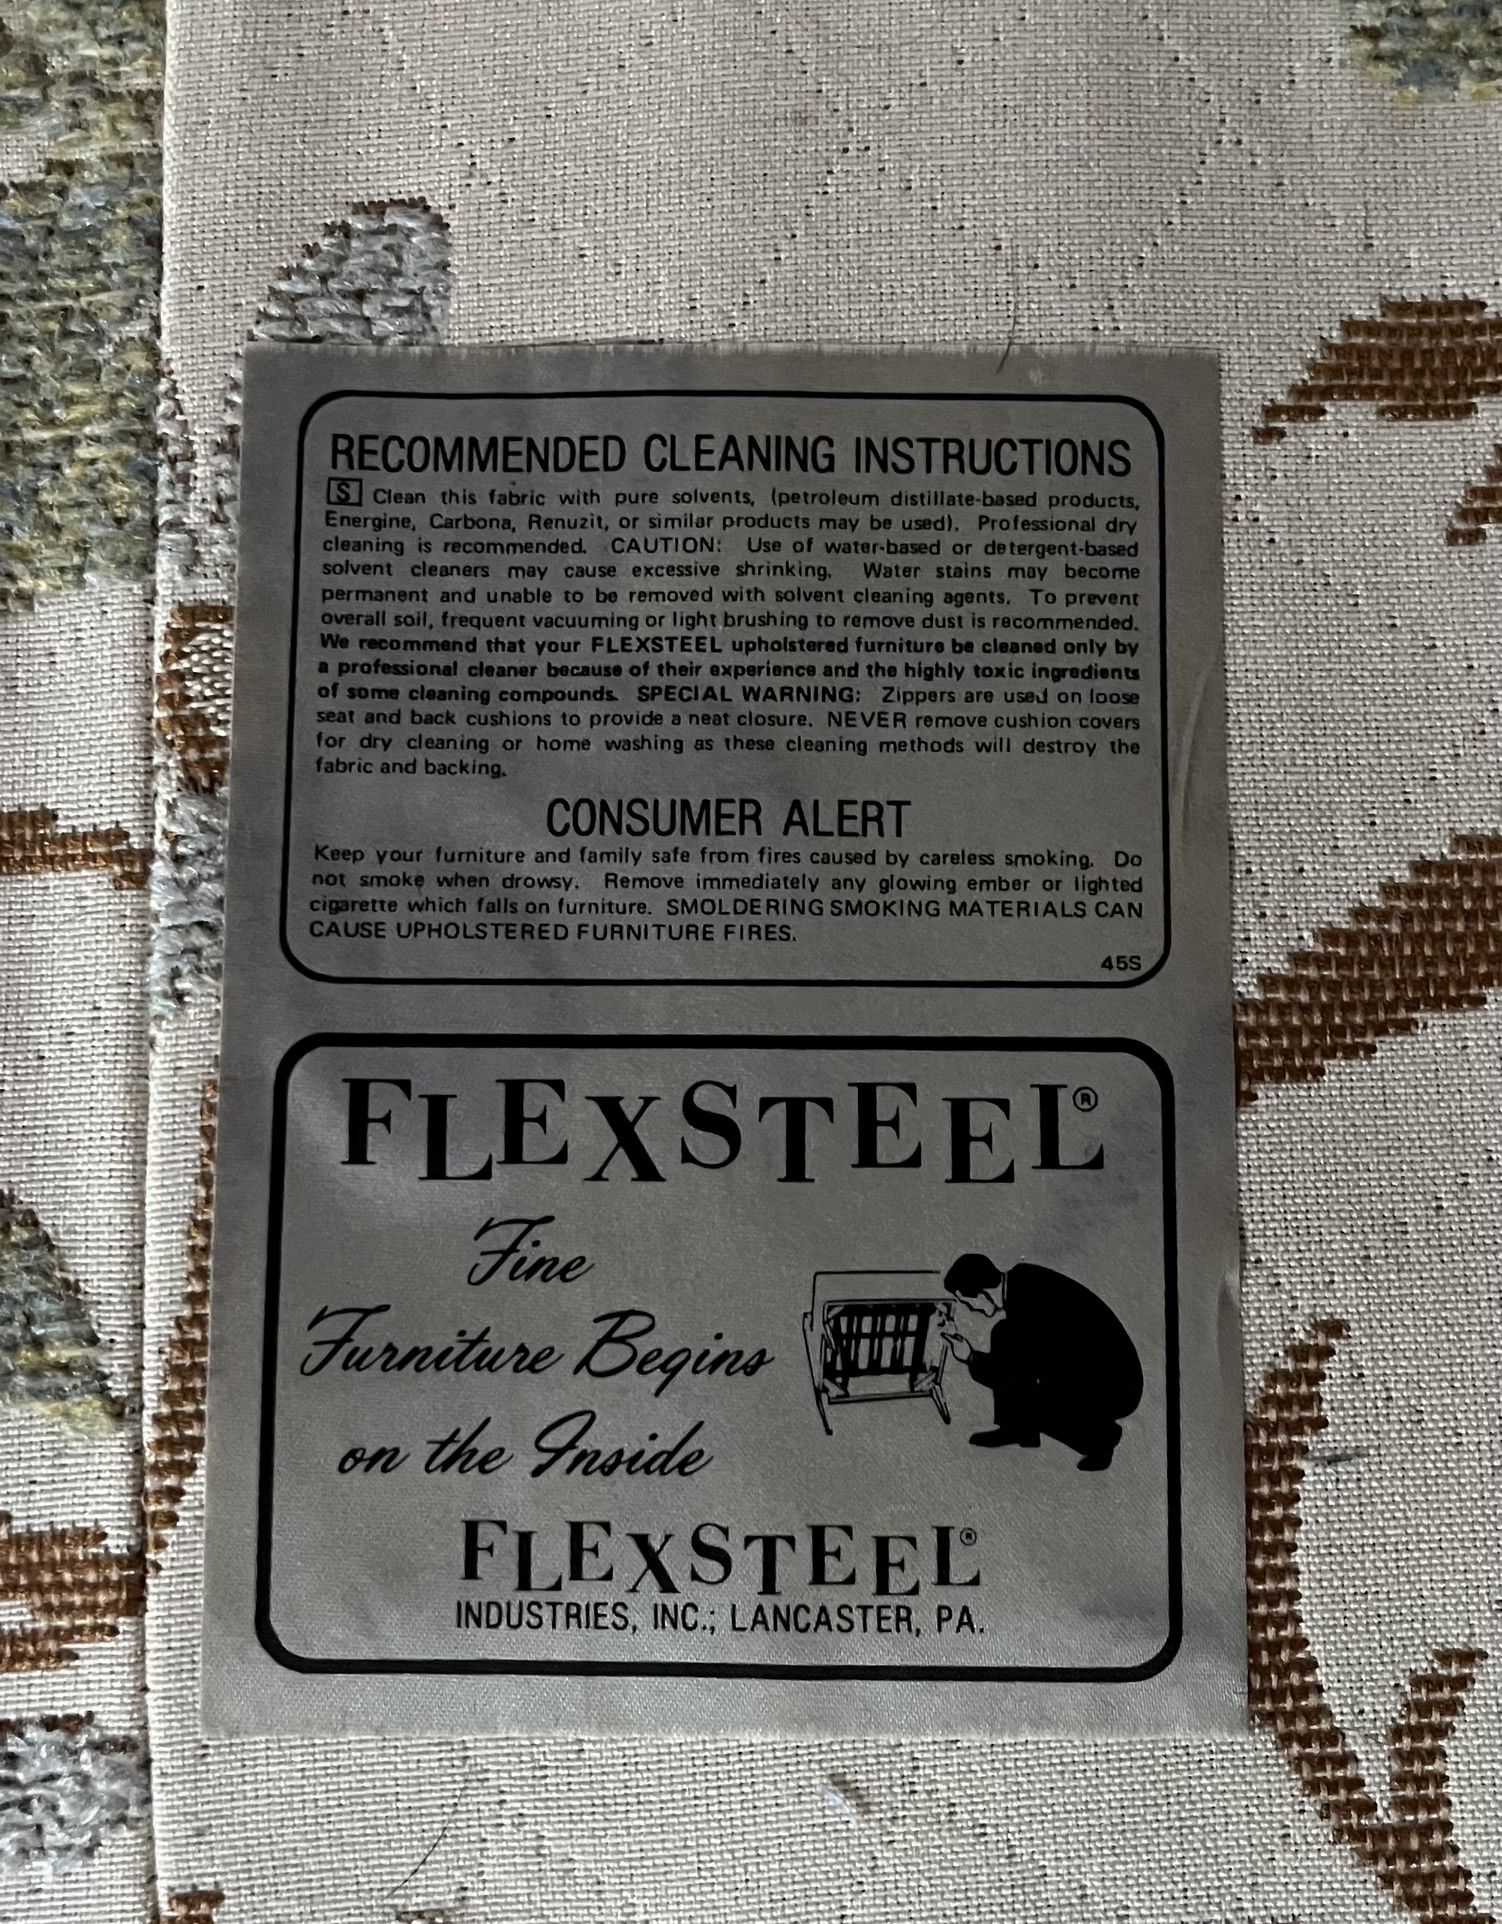 RECOMMENDED CLEANING INSTRUCTIONS
S Clean this fabric with pure solvents, (petroleum distillate-based products,
Energine, Carbona, Renuzit, or similar products may be used). Professional dry
cleaning is recommended. CAUTION: Use of water-based or detergent-based
solvent cleaners may cause excessive shrinking. Water stains may become
permanent and unable to be removed with solvent cleaning agents. To prevent
overall soil, frequent vacuuming or light brushing to remove dust is recommended.
We recommend that your FLEXSTEEL upholstered furniture be cleaned only by
a professional cleaner because of their experience and the highly toxic ingredients
of some cleaning compounds. SPECIAL WARNING: Zippers are used on loose
seat and back cushions to provide a neat closure. NEVER remove cushion covers
for dry cleaning or home washing as these cleaning methods will destroy the
fabric and backing.
CONSUMER ALERT
Keep your furniture and family safe from fires caused by careless smoking. Do
not smoke when drowsy. Remove immediately any glowing ember or lighted
cigarette which falls on furniture. SMOLDERING SMOKING MATERIALS CAN
CAUSE UPHOLSTERED FURNITURE FIRES.
45S
FLEXSTEEL®
Fine
Furniture Begins
on the Inside
FLEXSTEEL®
INDUSTRIES, INC.; LANCASTER, PA.